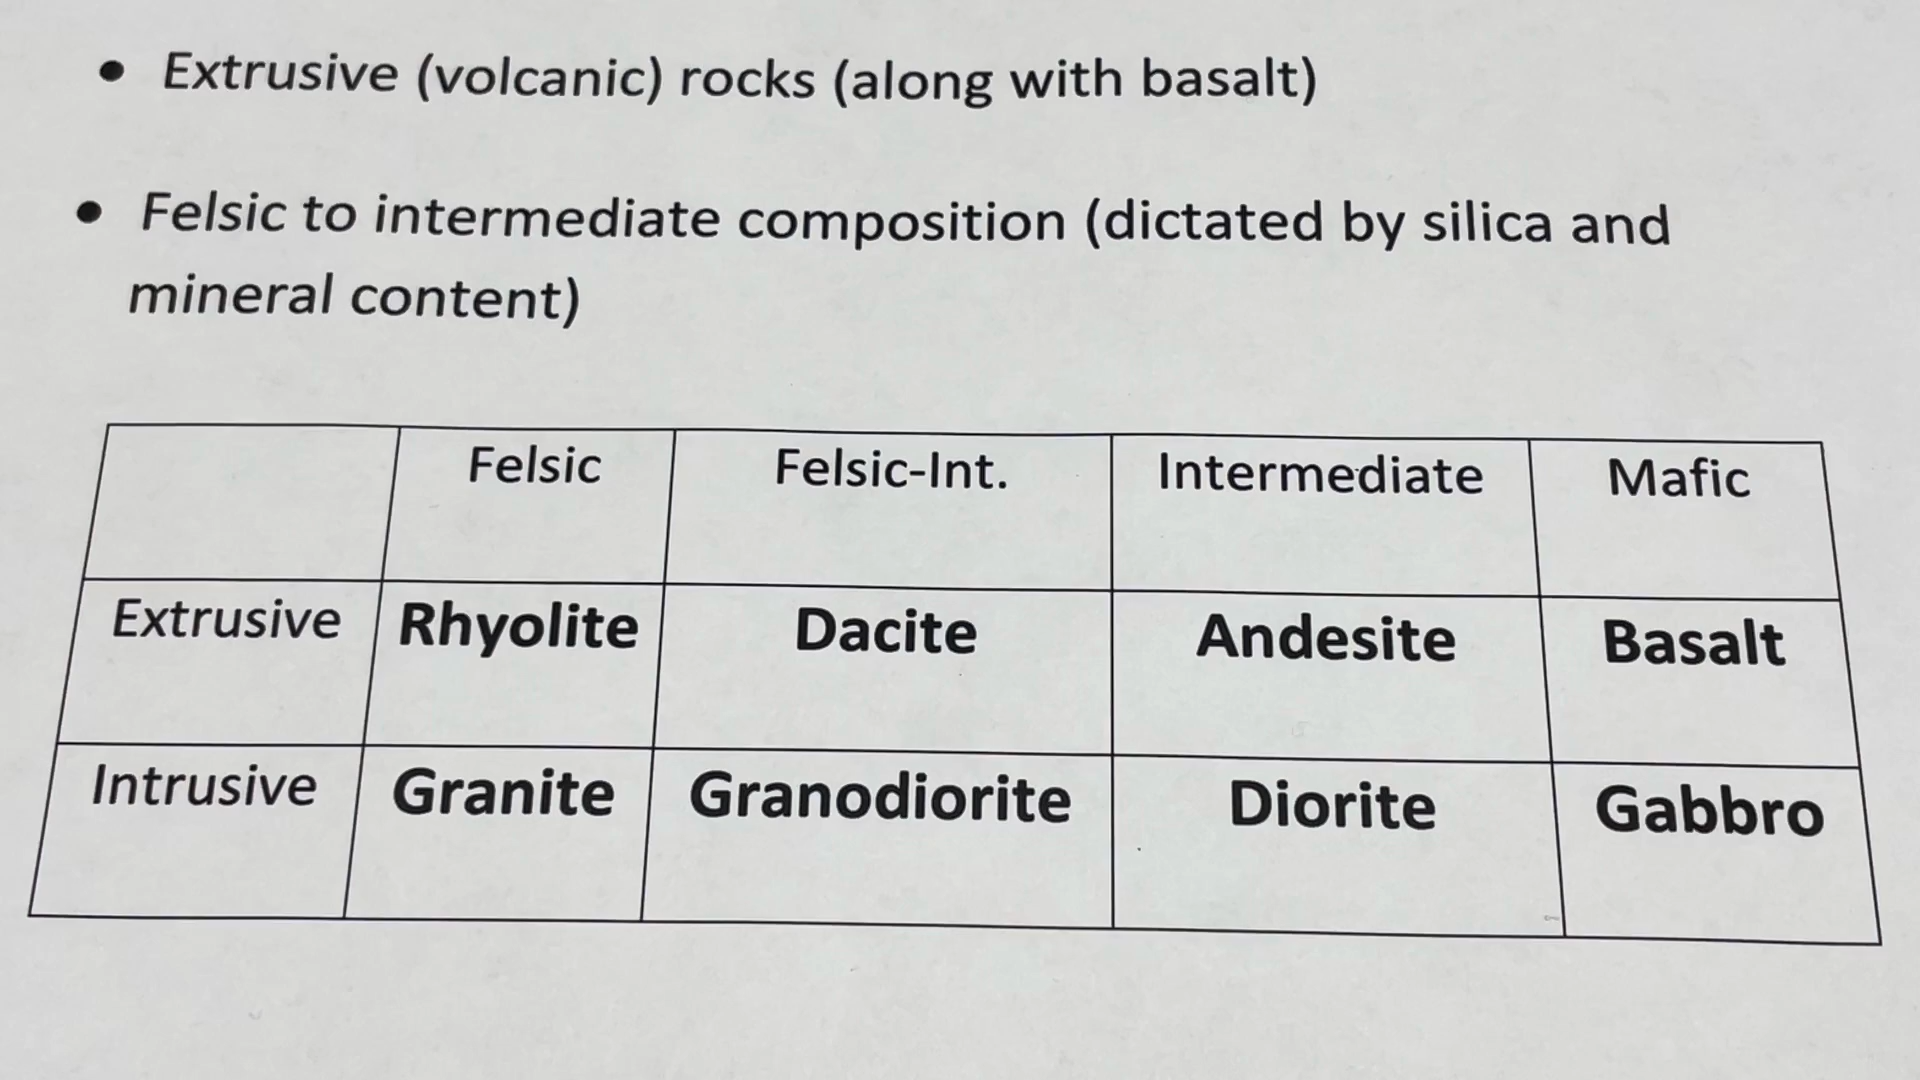 • Extrusive (volcanic) rocks (along with basalt)
• Felsic to intermediate composition (dictated by silica and
mineral content)
Felsic Felsic-Int. Intermediate Mafic
Extrusive Rhyolite Dacite Andesite Basalt
Intrusive Granite Granodiorite Diorite Gabbro